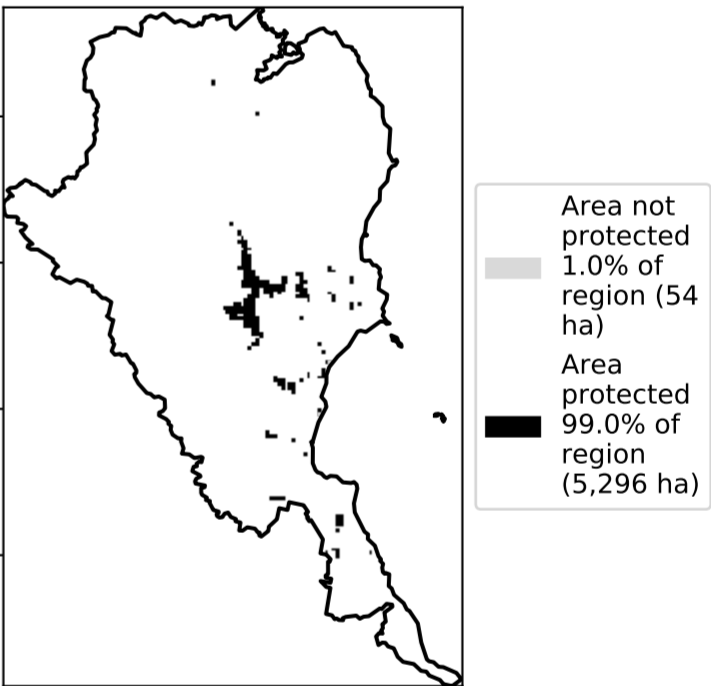 Area not
protected
1.0% of
region (54
ha)
Area
protected
99.0% of
region
(5,296 ha)